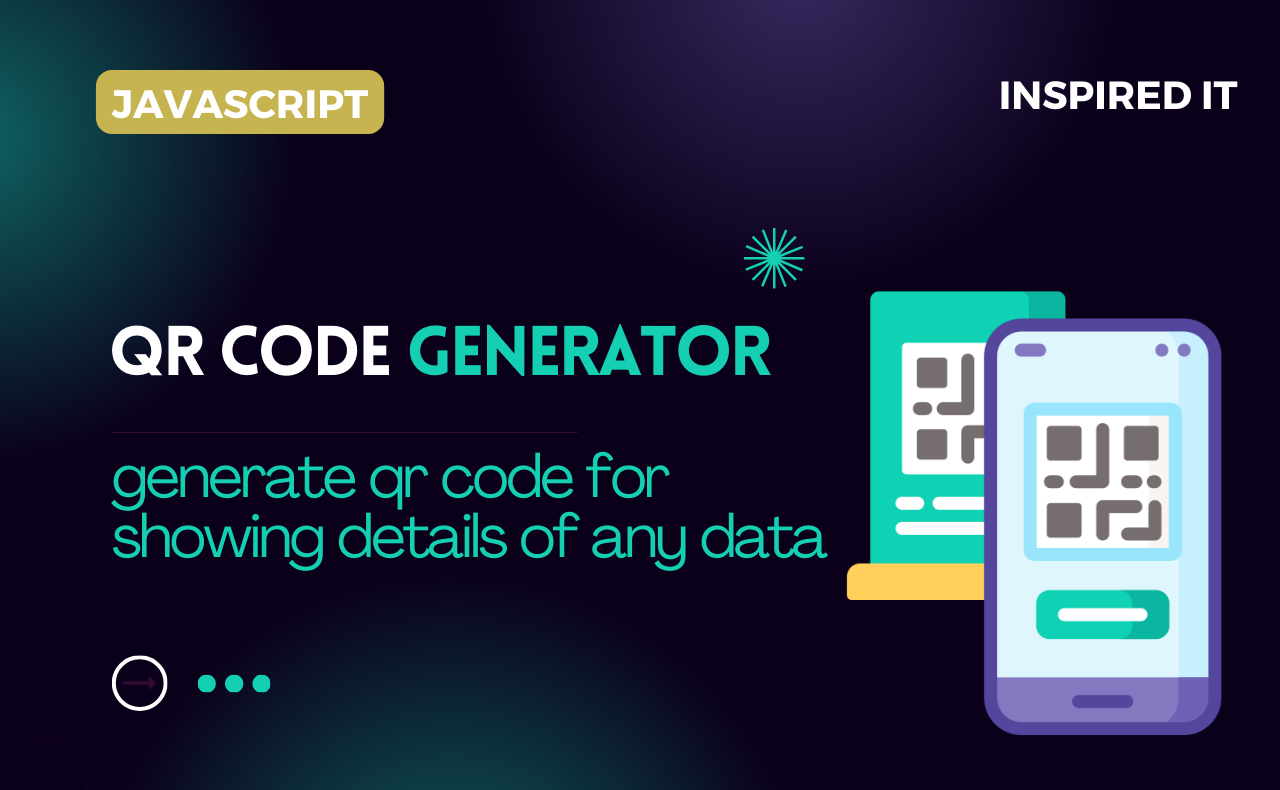 JAVASCRIPT
INSPIRED IT
QR CODE GENERATOR
generate qr code for
showing details of any data